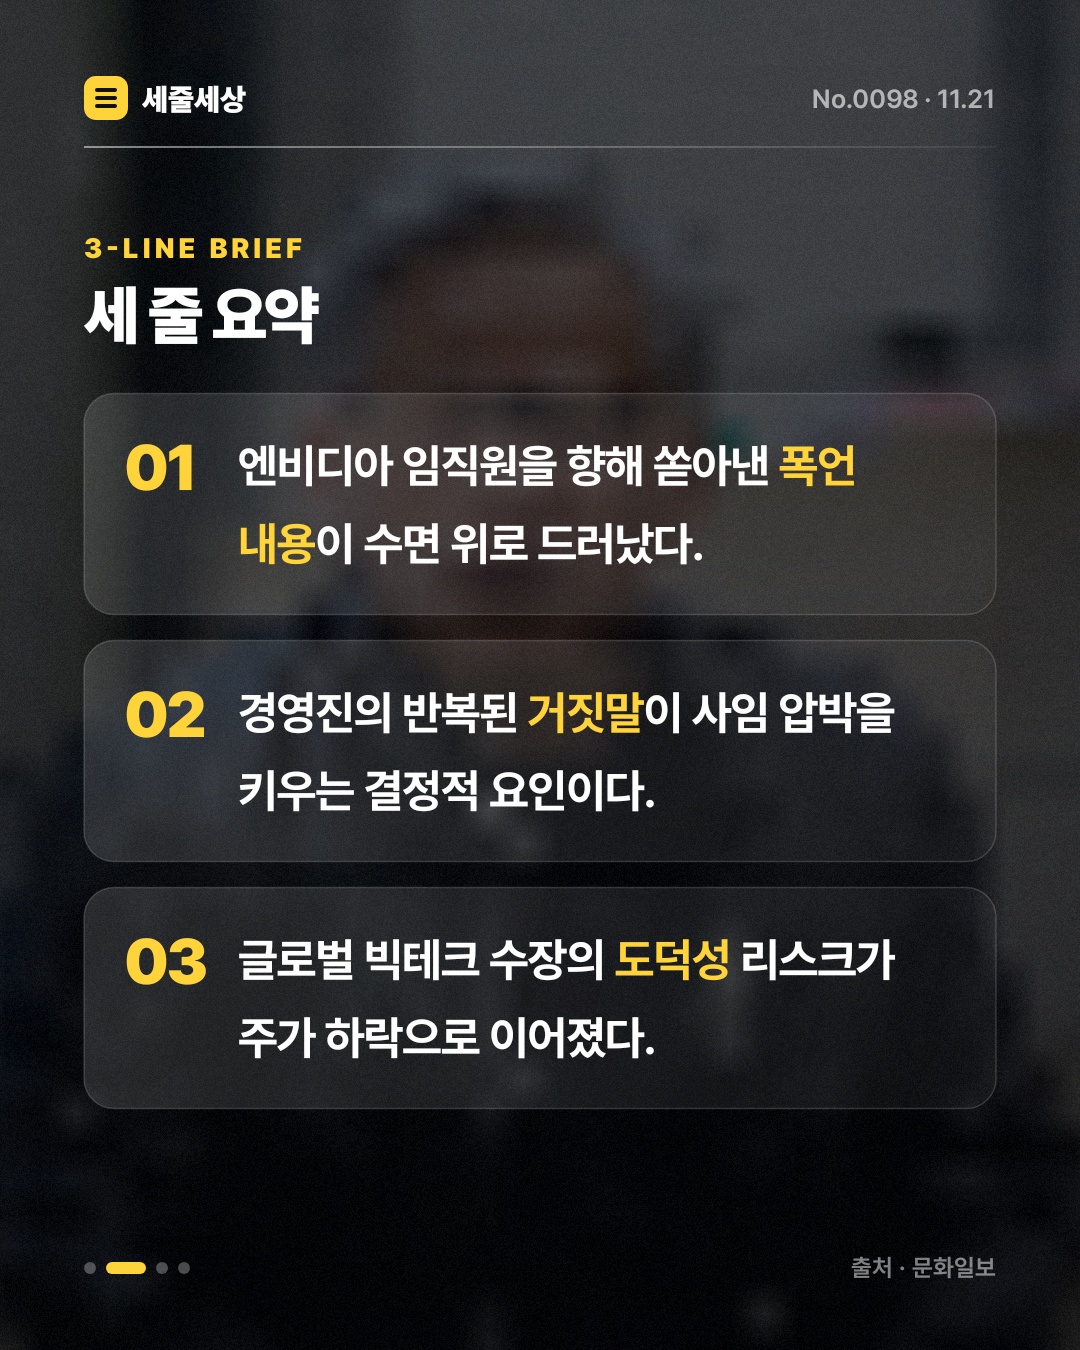 세줄세상
No.0098 · 11.21
3-LINE BRIEF
세 줄 요약
01 엔비디아 임직원을 향해 쏟아낸 폭언
내용이 수면 위로 드러났다.
02 경영진의 반복된 거짓말이 사임 압박을
키우는 결정적 요인이다.
03 글로벌 빅테크 수장의 도덕성 리스크가
주가 하락으로 이어졌다.
출처 · 문화일보